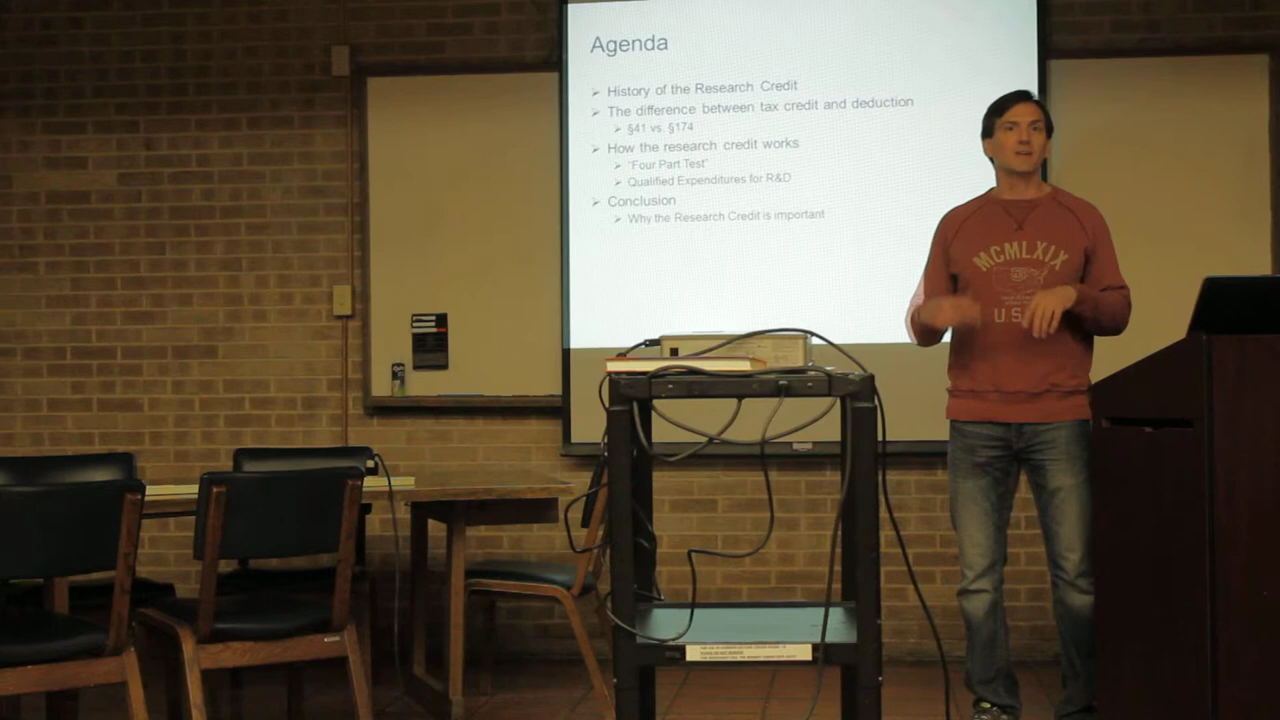 Agenda
➢ History of the Research Credit
➢ The difference between tax credit and deduction
➢ §41 vs. §174
➢ How the research credit works
➢ "Four Part Test"
➢ Qualified Expenditures for R&D
➢ Conclusion
➢ Why the Research Credit is important
MCMLXIX